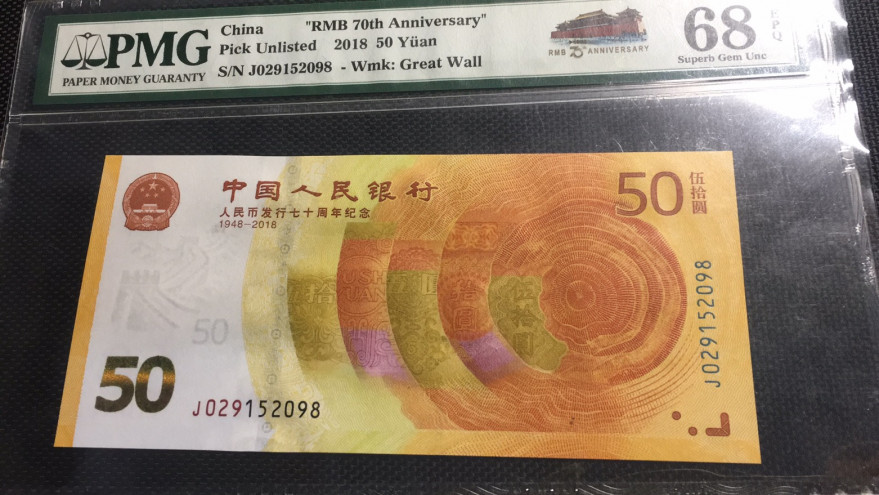 PMG
PAPER MONEY GUARANTY
China "RMB 70th Anniversary"
Pick Unlisted 2018 50 Yüan
S/N J029152098 - Wmk: Great Wall
RMB 70 ANNIVERSARY
68 EPQ
Superb Gem Unc
中国人民银行
人民币发行七十周年纪念
1948-2018
50 伍拾圆
50
50
J029152098
J029152098